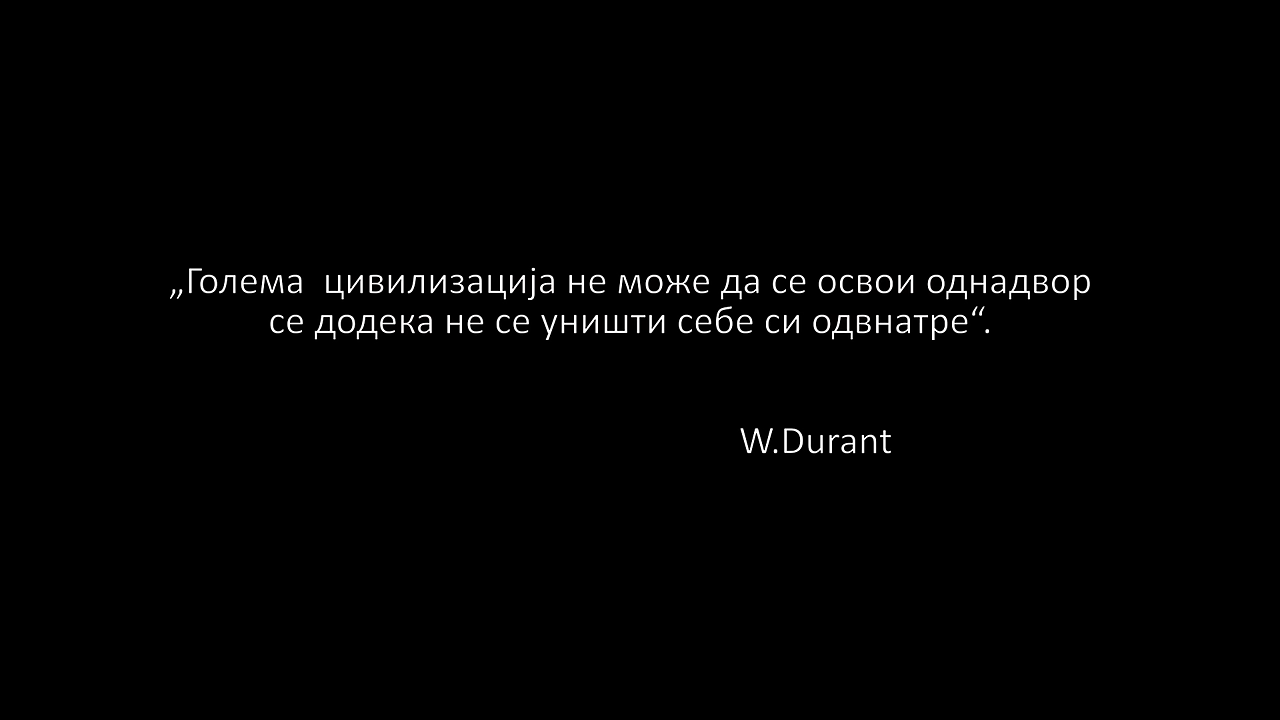 „Голема  цивилизација не може да се освои однадвор
се додека не се уништи себе си одвнатре“.
W.Durant